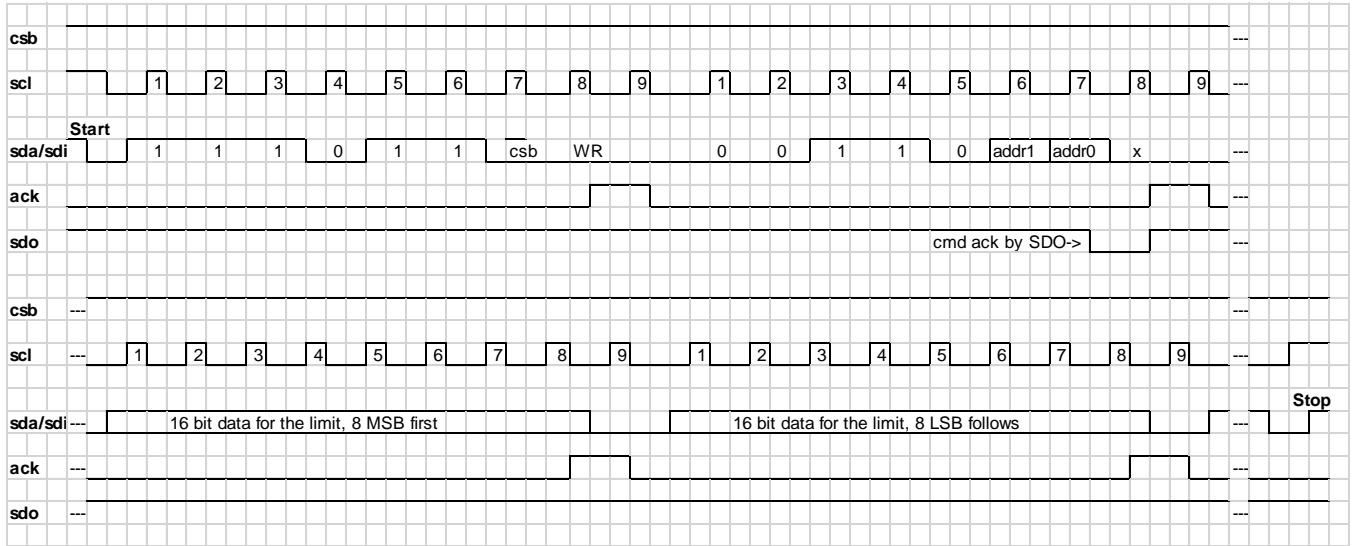 csb ---
scl 1 2 3 4 5 6 7 8 9 1 2 3 4 5 6 7 8 9 ---
Start
sda/sdi 1 1 1 0 1 1 csb WR 0 0 1 1 0 addr1 addr0 x ---
ack ---
sdo cmd ack by SDO-> ---
csb --- ---
scl --- 1 2 3 4 5 6 7 8 9 1 2 3 4 5 6 7 8 9 ---
Stop
sda/sdi --- 16 bit data for the limit, 8 MSB first 16 bit data for the limit, 8 LSB follows ---
ack --- ---
sdo --- ---